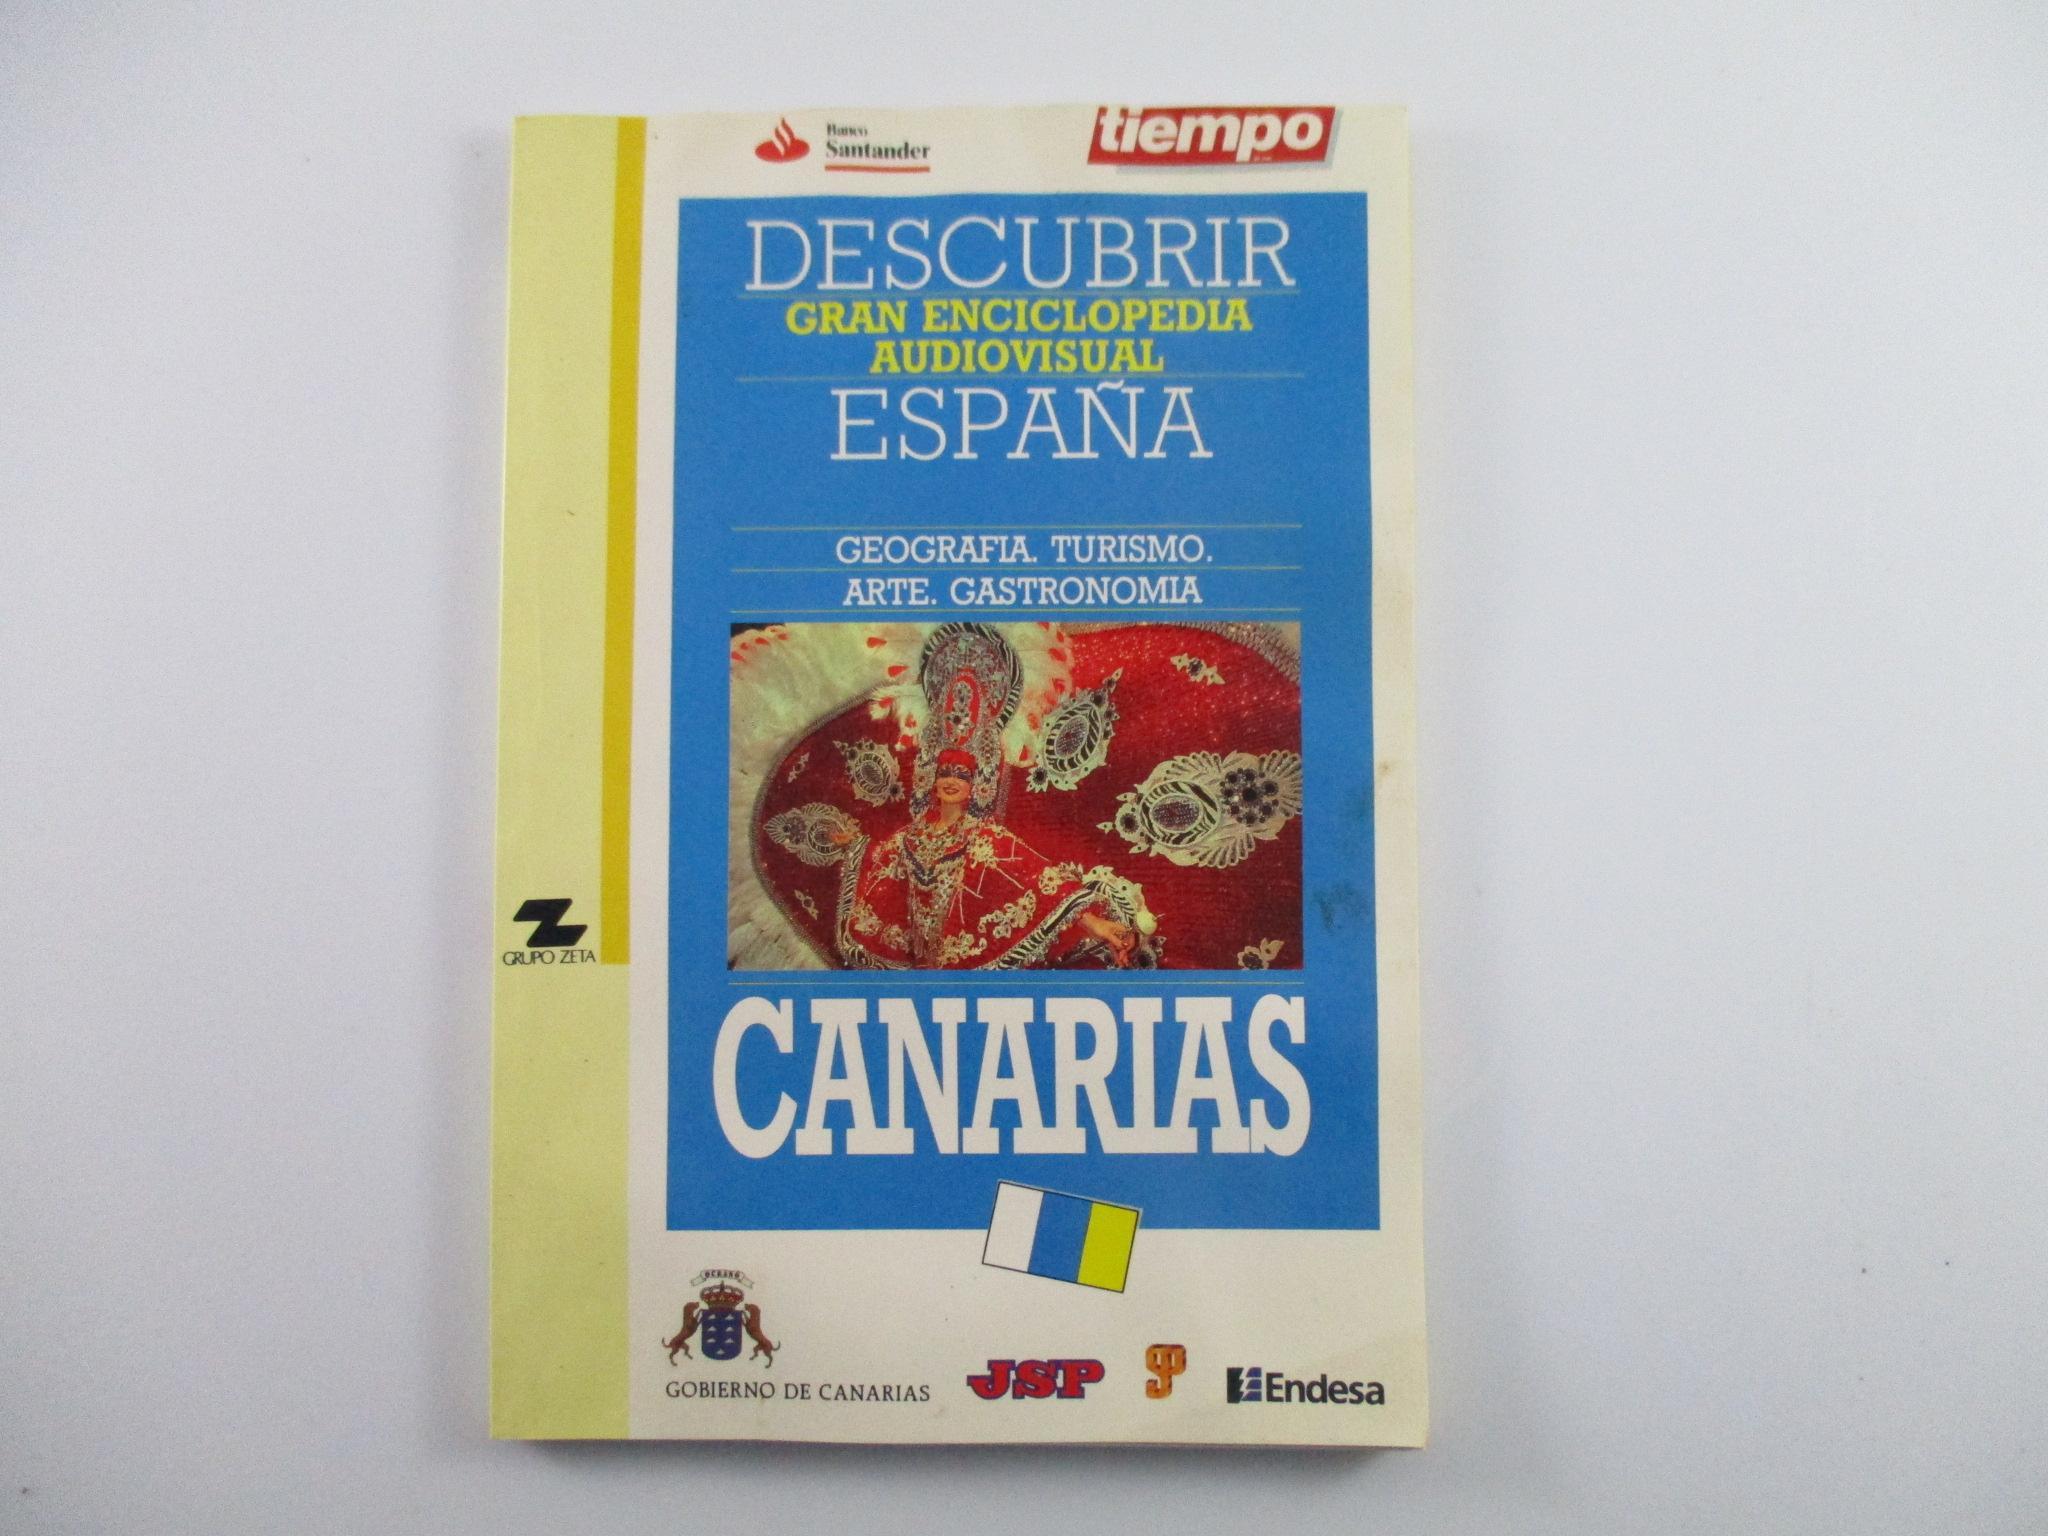 Banco
Santander
tiempo
DESCUBRIR
GRAN ENCICLOPEDIA
AUDIOVISUAL
ESPAÑA
GEOGRAFIA. TURISMO.
ARTE. GASTRONOMIA
GRUPO ZETA
CANARIAS
OCEANO
GOBIERNO DE CANARIAS
JSP
Endesa